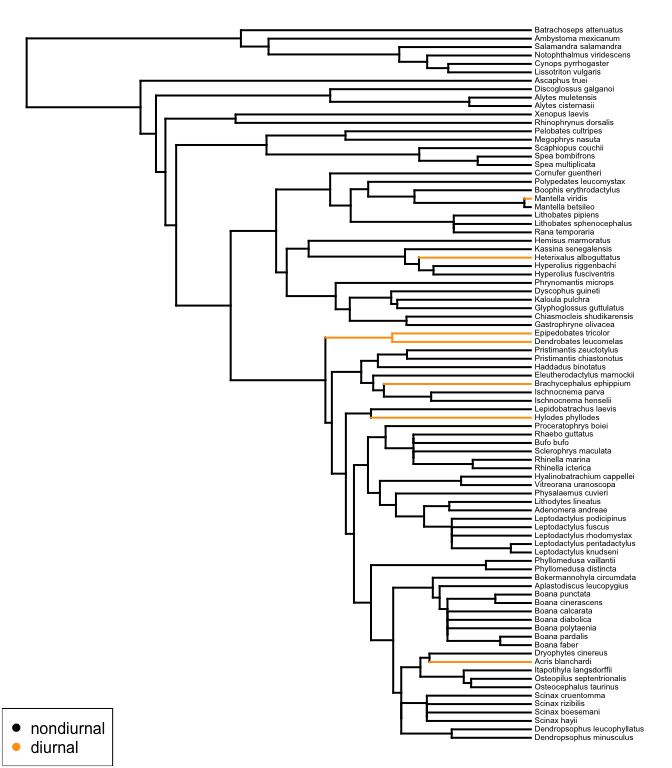 Batrachoseps attenuatus
Ambystoma mexicanum
Salamandra salamandra
Notophthalmus viridescens
Cynops pyrrhogaster
Lissotriton vulgaris
Ascaphus truei
Discoglossus galganoi
Alytes muletensis
Alytes cisternasii
Xenopus laevis
Rhinophrynus dorsalis
Pelobates cultripes
Megophrys nasuta
Scaphiopus couchii
Spea bombifrons
Spea multiplicata
Cornufer guentheri
Polypedates leucomystax
Boophis erythrodactylus
Mantella viridis
Mantella betsileo
Lithobates pipiens
Lithobates sphenocephalus
Rana temporaria
Hemisus marmoratus
Kassina senegalensis
Heterixalus alboguttatus
Hyperolius riggenbachi
Hyperolius fusciventris
Phrynomantis microps
Dyscophus guineti
Kaloula pulchra
Glyphoglossus guttulatus
Chiasmocleis shudikarensis
Gastrophryne olivacea
Epipedobates tricolor
Dendrobates leucomelas
Pristimantis zeuctotylus
Pristimantis chiastonotus
Haddadus binotatus
Eleutherodactylus marnockii
Brachycephalus ephippium
Ischnocnema parva
Ischnocnema henselii
Lepidobatrachus laevis
Hylodes phyllodes
Proceratophrys boiei
Rhaebo guttatus
Bufo bufo
Sclerophrys maculata
Rhinella marina
Rhinella icterica
Hyalinobatrachium cappellei
Vitreorana uranoscopa
Physalaemus cuvieri
Lithodytes lineatus
Adenomera andreae
Leptodactylus podicipinus
Leptodactylus fuscus
Leptodactylus rhodomystax
Leptodactylus pentadactylus
Leptodactylus knudseni
Phyllomedusa vaillantii
Phyllomedusa distincta
Bokermannohyla circumdata
Aplastodiscus leucopygius
Boana punctata
Boana cinerascens
Boana calcarata
Boana diabolica
Boana polytaenia
Boana pardalis
Boana faber
Dryophytes cinereus
Acris blanchardi
Itapotihyla langsdorffii
Osteopilus septentrionalis
Osteocephalus taurinus
Scinax cruentomma
Scinax rizibilis
Scinax boesemani
Scinax hayii
Dendropsophus leucophyllatus
Dendropsophus minusculus
nondiurnal
diurnal